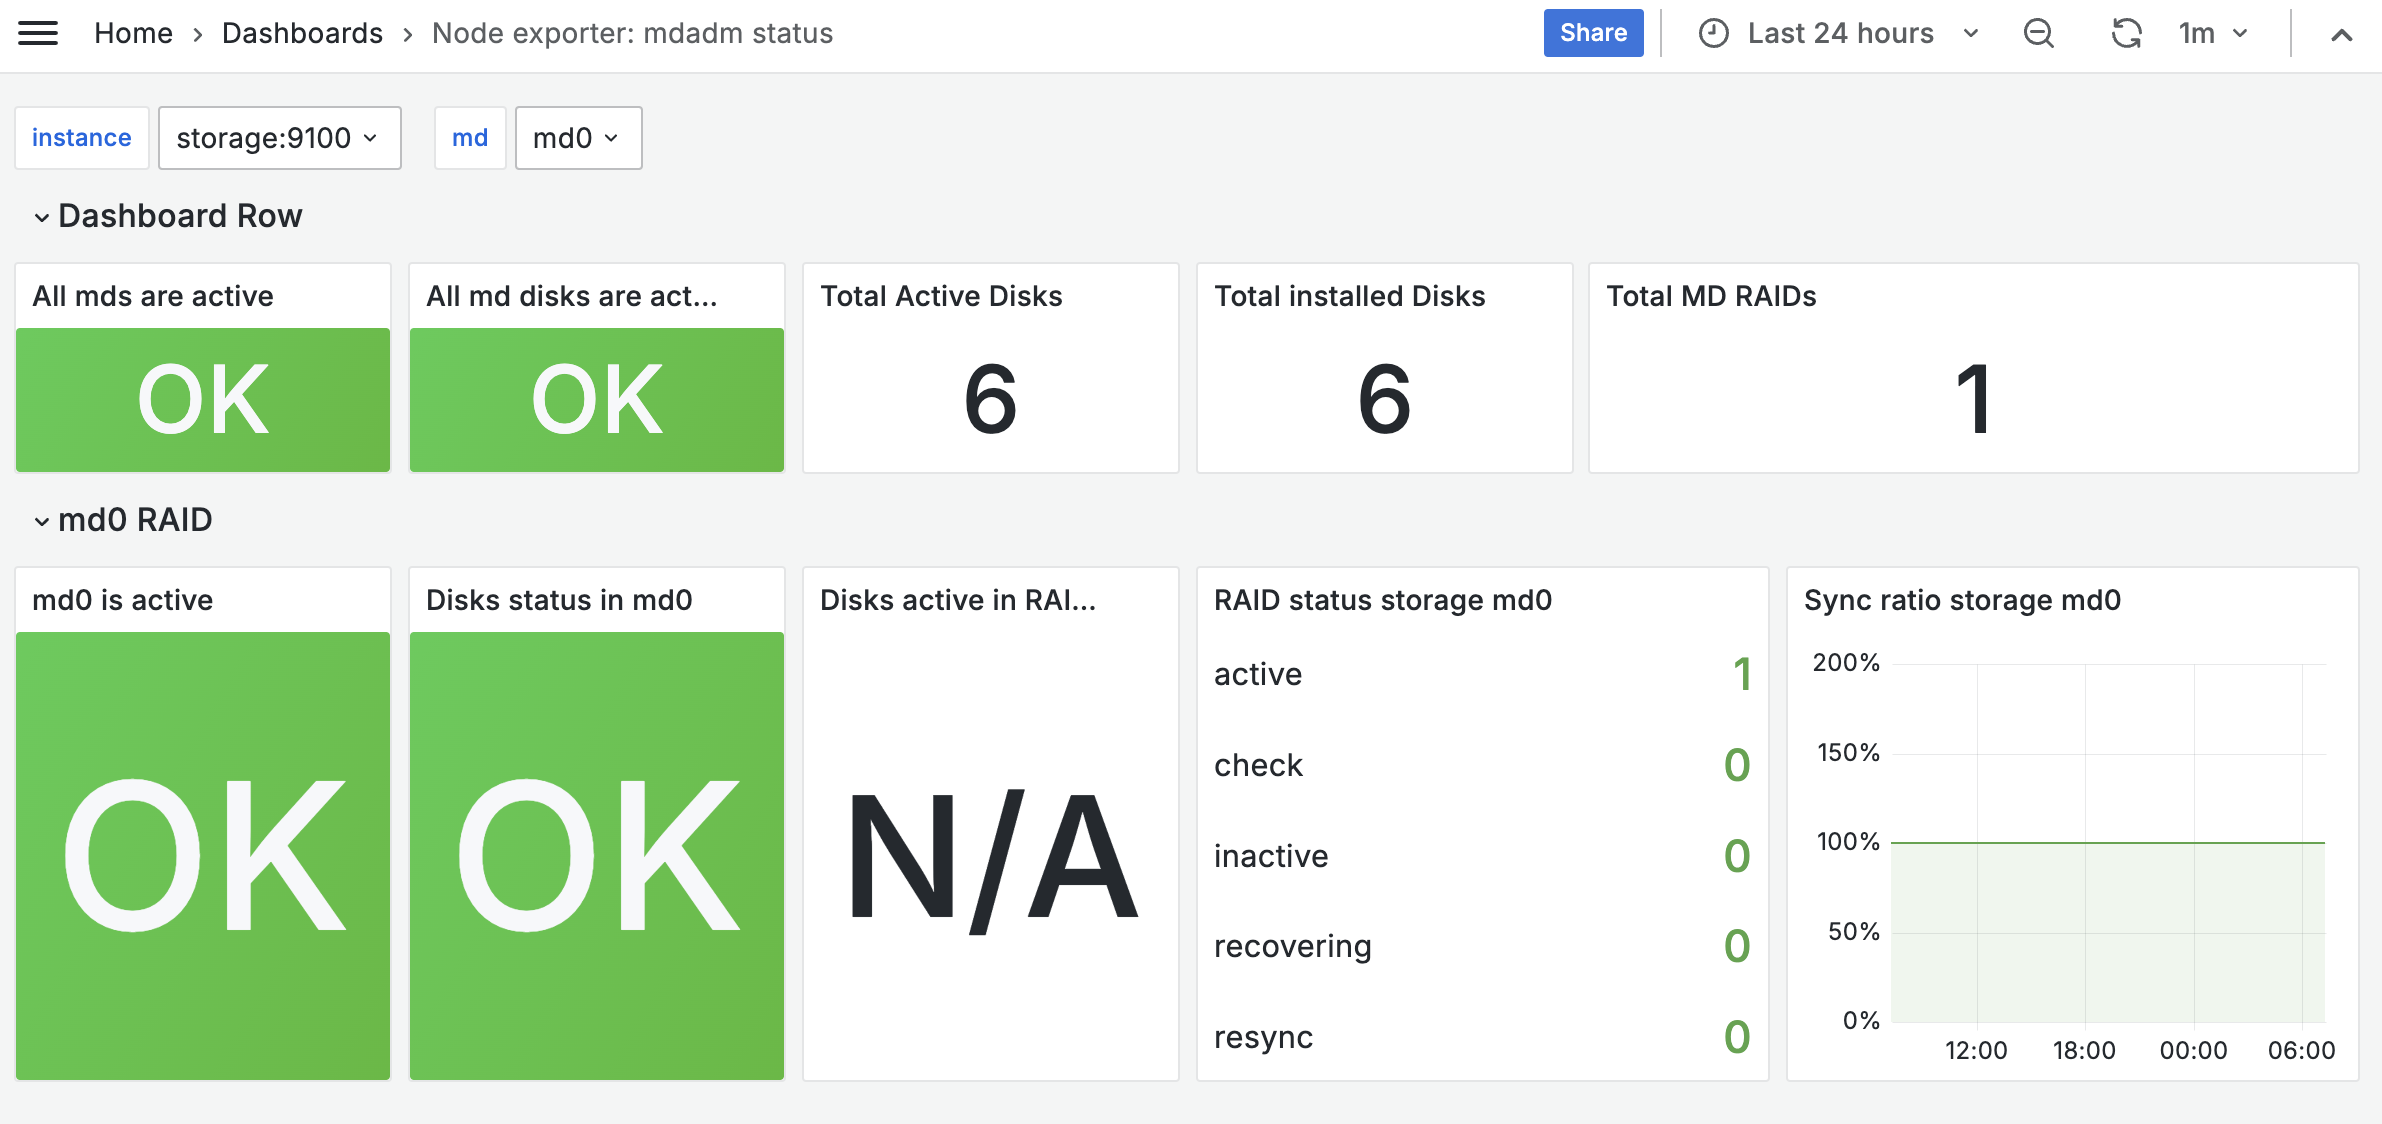 Home › Dashboards › Node exporter: mdadm status
Share
Last 24 hours
1m
instance
storage:9100
md
md0
Dashboard Row
All mds are active
OK
All md disks are act...
OK
Total Active Disks
6
Total installed Disks
6
Total MD RAIDs
1
md0 RAID
md0 is active
OK
Disks status in md0
OK
Disks active in RAI...
N/A
RAID status storage md0
active 1
check 0
inactive 0
recovering 0
resync 0
Sync ratio storage md0
200%
150%
100%
50%
0%
12:00 18:00 00:00 06:00